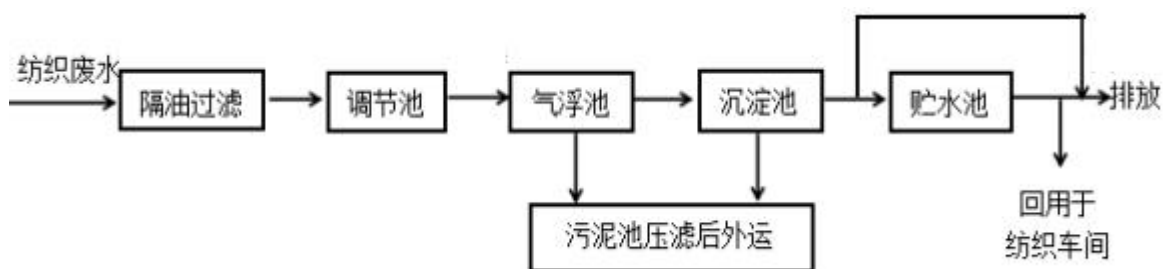 纺织废水
隔油过滤
调节池
气浮池
沉淀池
贮水池
排放
污泥池压滤后外运
回用于
纺织车间